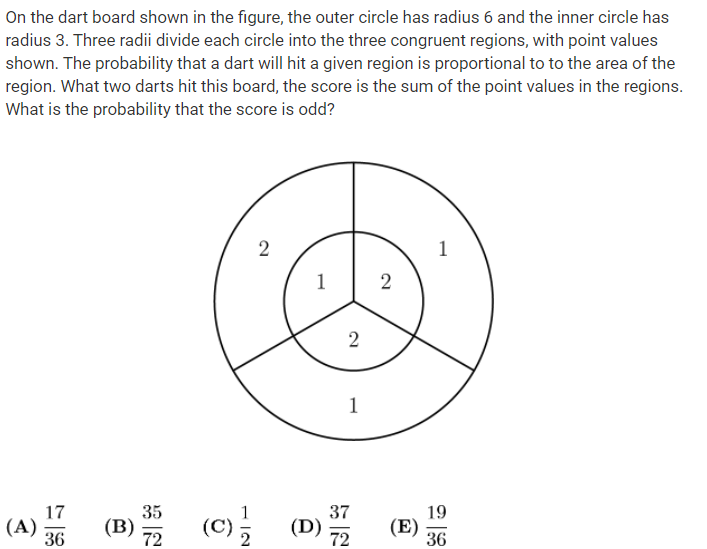 On the dart board shown in the figure, the outer circle has radius 6 and the inner circle has
radius 3. Three radii divide each circle into the three congruent regions, with point values
shown. The probability that a dart will hit a given region is proportional to to the area of the
region. What two darts hit this board, the score is the sum of the point values in the regions.
What is the probability that the score is odd?
2 1
1 2
2
1
(A) 17/36 (B) 35/72 (C) 1/2 (D) 37/72 (E) 19/36